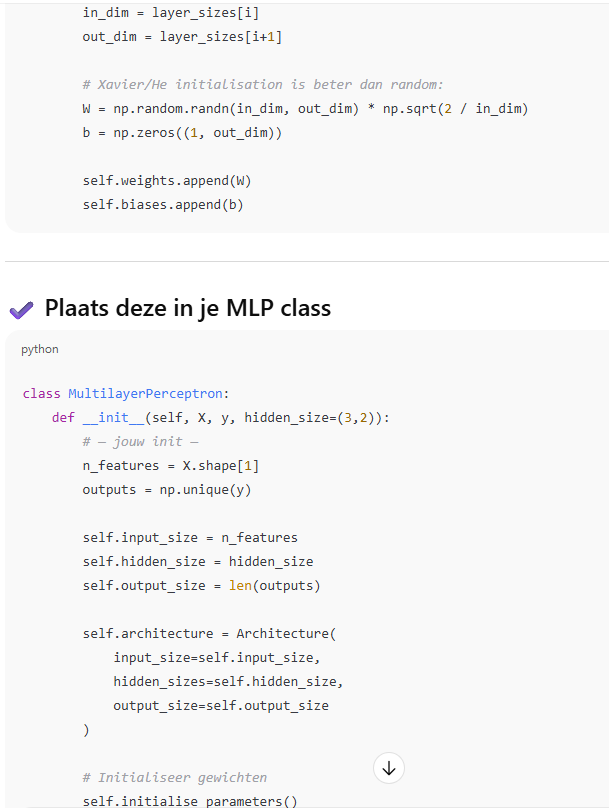 in_dim = layer_sizes[i]
out_dim = layer_sizes[i+1]
# Xavier/He initialisation is beter dan random:
W = np.random.randn(in_dim, out_dim) * np.sqrt(2 / in_dim)
b = np.zeros((1, out_dim))
self.weights.append(W)
self.biases.append(b)
Plaats deze in je MLP class
python
class MultilayerPerceptron:
def __init__(self, X, y, hidden_size=(3,2)):
# — jouw init —
n_features = X.shape[1]
outputs = np.unique(y)
self.input_size = n_features
self.hidden_size = hidden_size
self.output_size = len(outputs)
self.architecture = Architecture(
input_size=self.input_size,
hidden_sizes=self.hidden_size,
output_size=self.output_size
)
# Initialiseer gewichten
self.initialise_parameters()